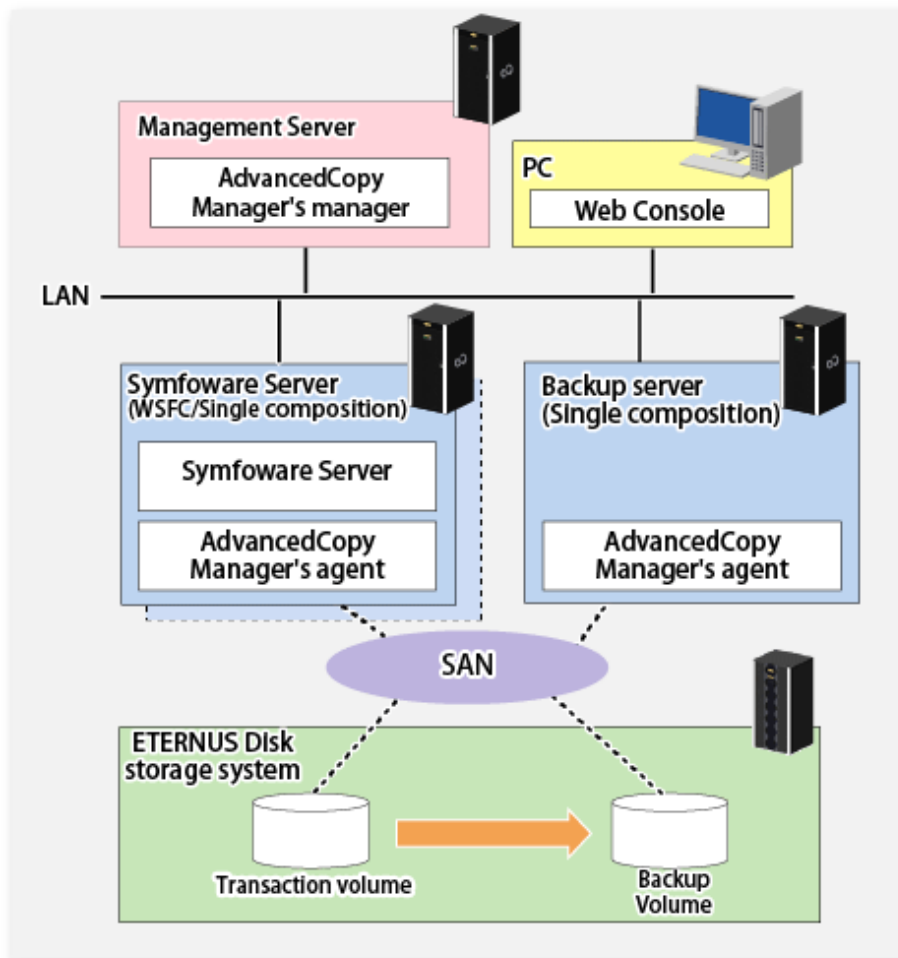 Management Server
AdvancedCopy
Manager's manager
PC
Web Console
LAN
Symfoware Server
(WSFC/Single composition)
Symfoware Server
AdvancedCopy
Manager's agent
Backup server
(Single composition)
AdvancedCopy
Manager's agent
SAN
ETERNUS Disk
storage system
Transaction volume
Backup
Volume